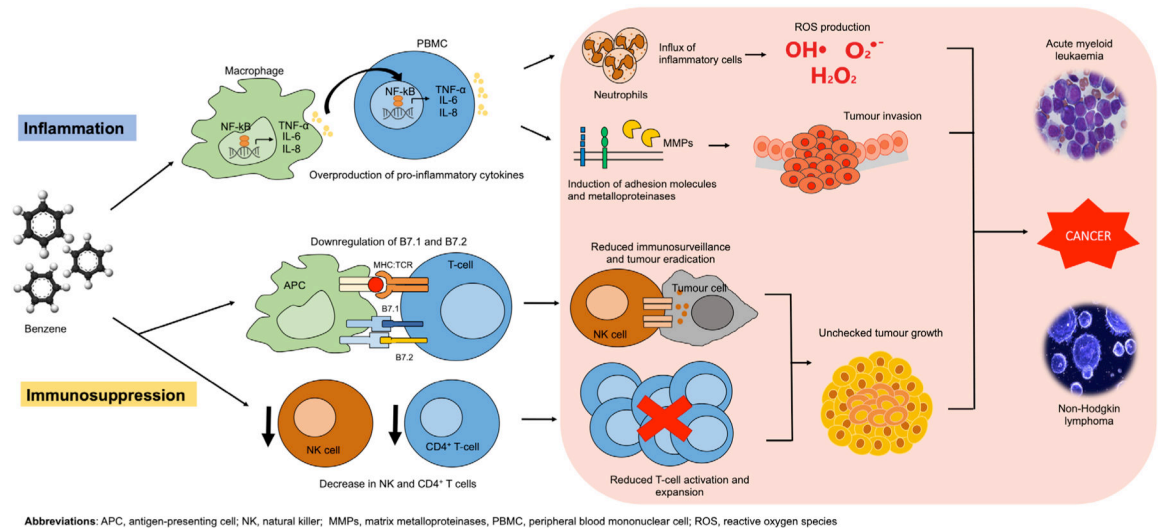 Inflammation
Benzene
Immunosuppression
Macrophage
NF-kB
TNF-α
IL-6
IL-8
PBMC
NF-kB
TNF-α
IL-6
IL-8
Overproduction of pro-inflammatory cytokines
Neutrophils
Influx of
inflammatory cells
ROS production
OH• O₂•⁻
H₂O₂
MMPs
Induction of adhesion molecules
and metalloproteinases
Tumour invasion
Downregulation of B7.1 and B7.2
MHC:TCR
T-cell
APC
B7.1
B7.2
Reduced immunosurveillance
and tumour eradication
Tumour cell
NK cell
NK cell
CD4⁺ T-cell
Decrease in NK and CD4⁺ T cells
Reduced T-cell activation and
expansion
Unchecked tumour growth
Acute myeloid
leukaemia
CANCER
Non-Hodgkin
lymphoma
Abbreviations: APC, antigen-presenting cell; NK, natural killer; MMPs, matrix metalloproteinases, PBMC, peripheral blood mononuclear cell; ROS, reactive oxygen species